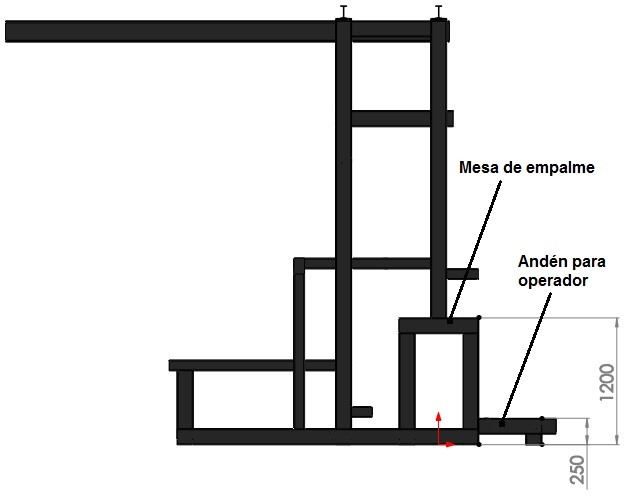 Mesa de empalme
Andén para
operador
1200
250